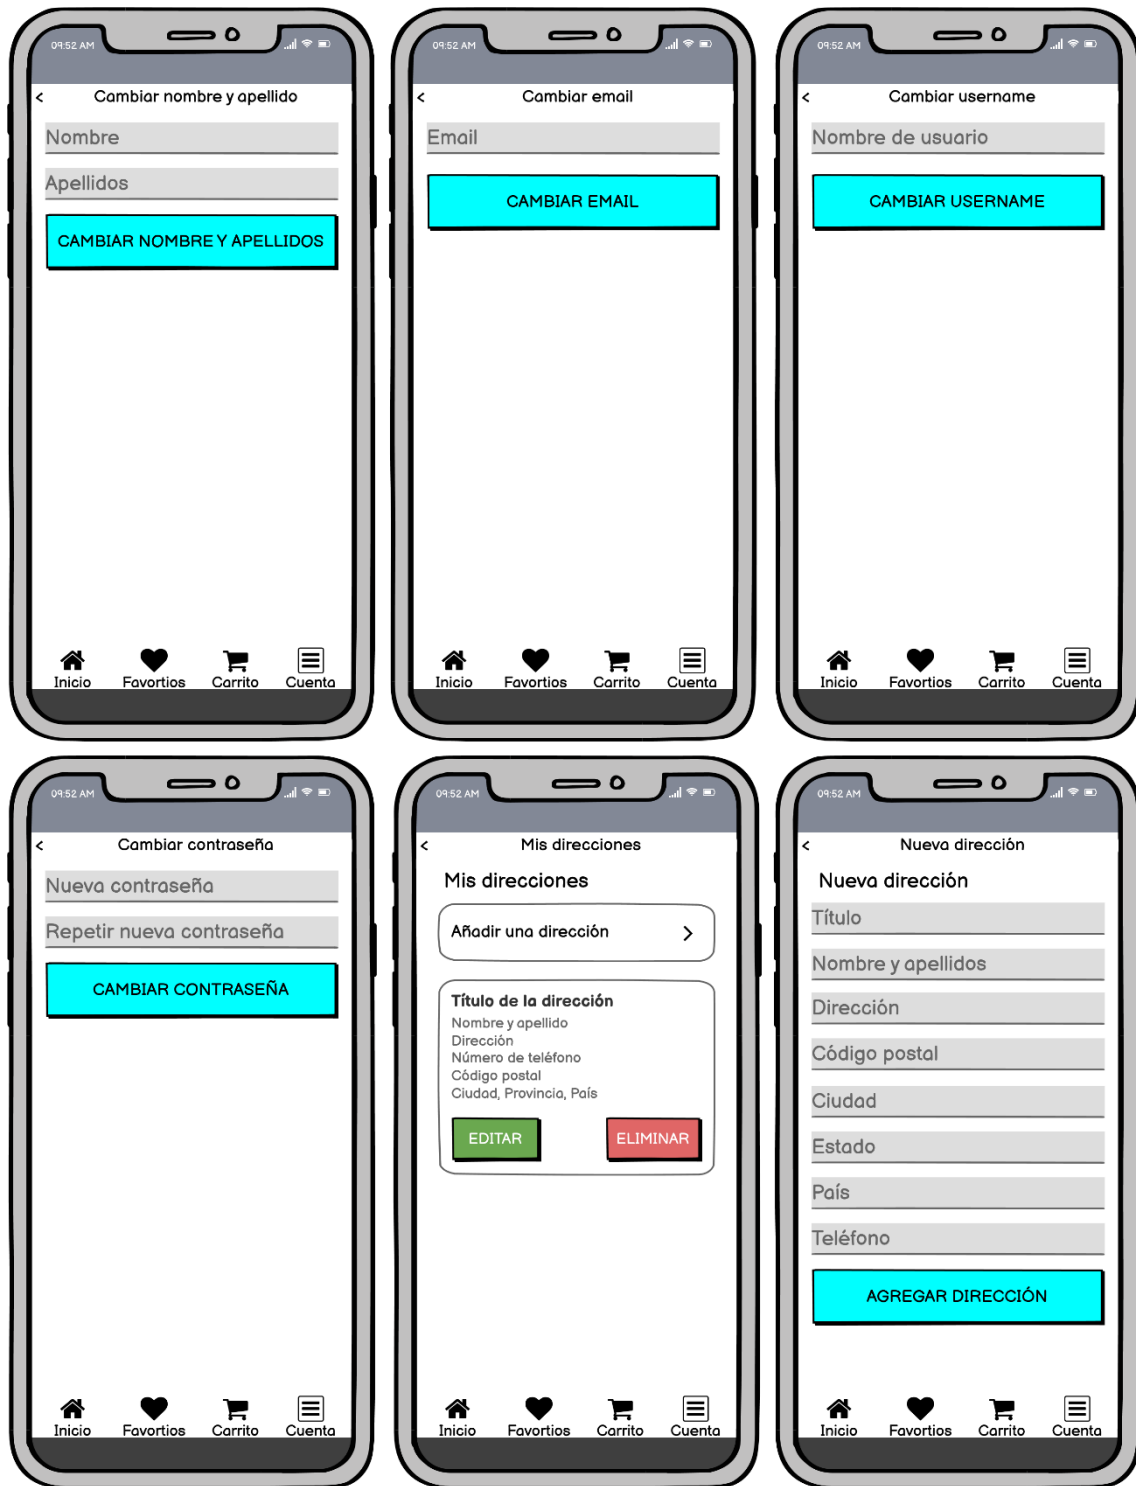 09:52 AM
Cambiar nombre y apellido
Nombre
Apellidos
CAMBIAR NOMBRE Y APELLIDOS
Inicio Favortios Carrito Cuenta
09:52 AM
Cambiar email
Email
CAMBIAR EMAIL
Inicio Favortios Carrito Cuenta
09:52 AM
Cambiar username
Nombre de usuario
CAMBIAR USERNAME
Inicio Favortios Carrito Cuenta
09:52 AM
Cambiar contraseña
Nueva contraseña
Repetir nueva contraseña
CAMBIAR CONTRASEÑA
Inicio Favortios Carrito Cuenta
09:52 AM
Mis direcciones
Mis direcciones
Añadir una dirección
Título de la dirección
Nombre y apellido
Dirección
Número de teléfono
Código postal
Ciudad, Provincia, País
EDITAR ELIMINAR
Inicio Favortios Carrito Cuenta
09:52 AM
Nueva dirección
Nueva dirección
Título
Nombre y apellidos
Dirección
Código postal
Ciudad
Estado
País
Teléfono
AGREGAR DIRECCIÓN
Inicio Favortios Carrito Cuenta